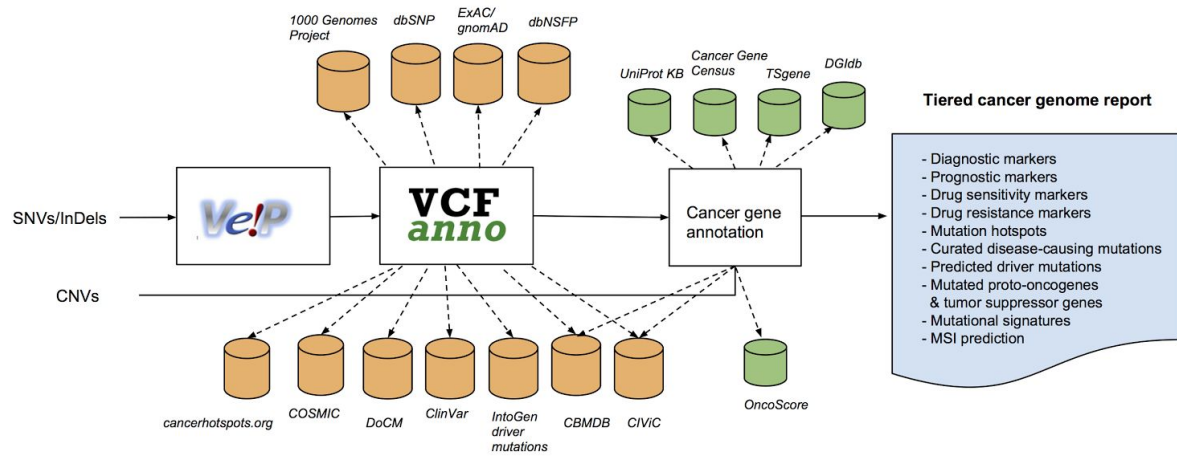 1000 Genomes
Project
dbSNP
ExAC/
gnomAD
dbNSFP
UniProt KB
Cancer Gene
Census
TSgene
DGIdb
Tiered cancer genome report
SNVs/InDels
Ve!P
VCF
anno
Cancer gene
annotation
- Diagnostic markers
- Prognostic markers
- Drug sensitivity markers
- Drug resistance markers
- Mutation hotspots
- Curated disease-causing mutations
- Predicted driver mutations
- Mutated proto-oncogenes
& tumor suppressor genes
- Mutational signatures
- MSI prediction
CNVs
cancerhotspots.org
COSMIC
DoCM
ClinVar
IntoGen
driver
mutations
CBMDB
CIViC
OncoScore